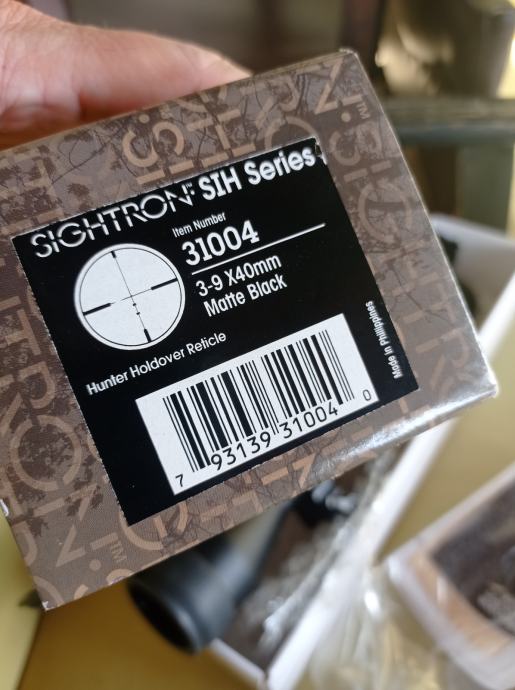 SIGHTRON™ SIH Series
Item Number
31004
3-9 X40mm
Matte Black
Hunter Holdover Reticle
Made in Philippines
7 93139 31004 0